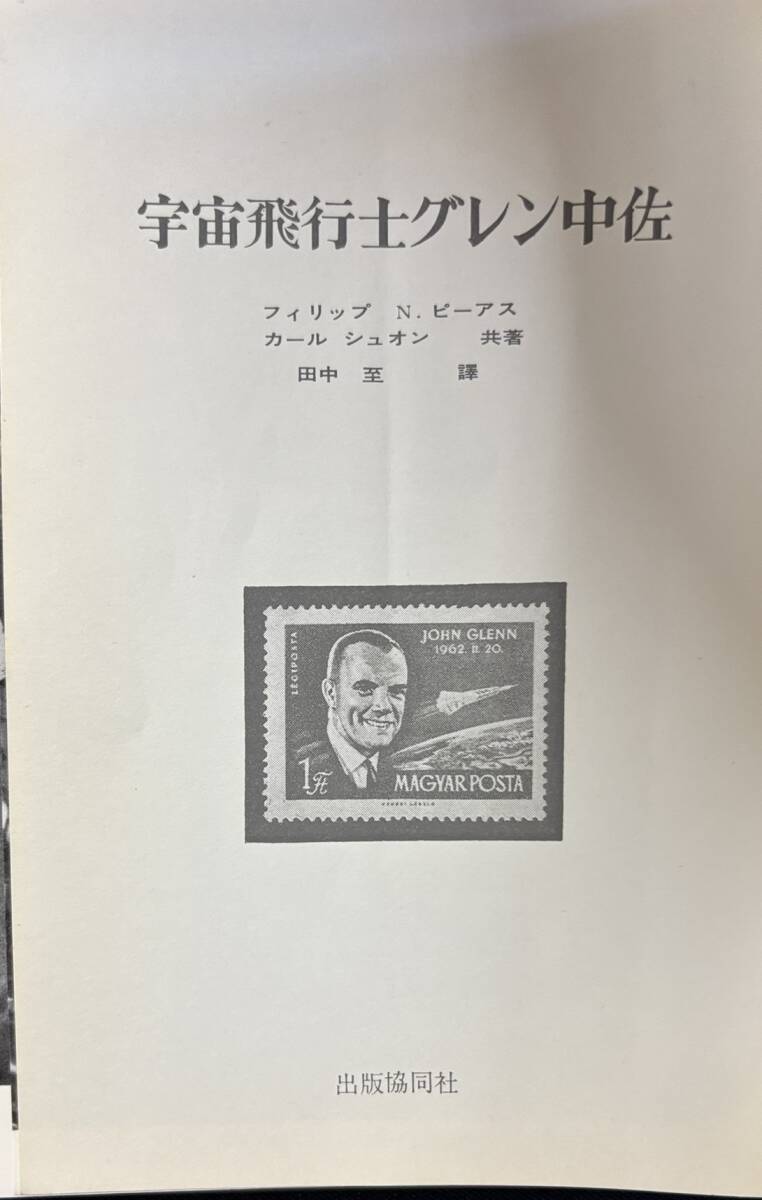 宇宙飛行士グレン中佐
フィリップ N. ピーアス
カール シュオン 共著
田中 至 譯
JOHN GLENN
1962. II. 20.
LÉGIPOSTA
1Ft
MAGYAR POSTA
出版協同社